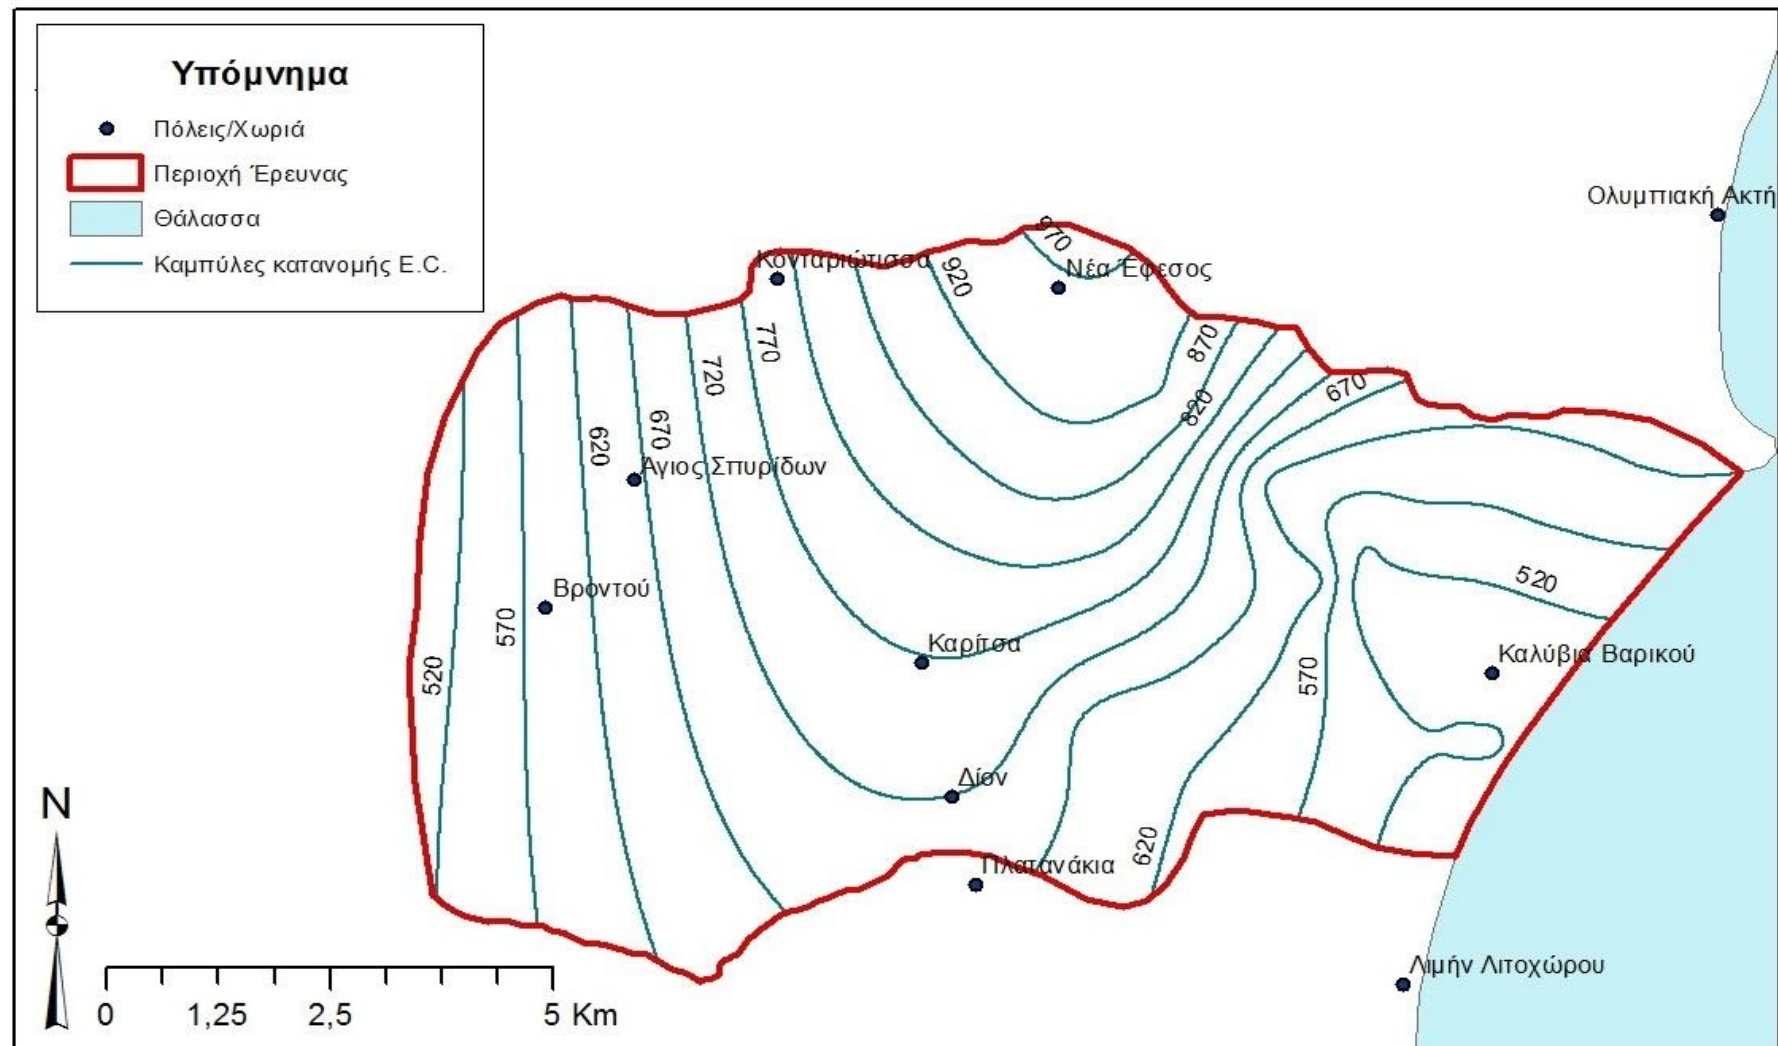 Υπόμνημα
Πόλεις/Χωριά
Περιοχή Έρευνας
Θάλασσα
Καμπύλες κατανομής E.C.
Ολυμπιακή Ακτή
970
Κονταριώτισσα
920
Νέα Έφεσος
770
870
720
670
820
670
620
Άγιος Σπυρίδων
520
Βροντού
570
Καρίτσα
Καλύβια Βαρικού
520
570
Δίον
N
620
Πλατανάκια
Λιμήν Λιτοχώρου
0 1,25 2,5 5 Km